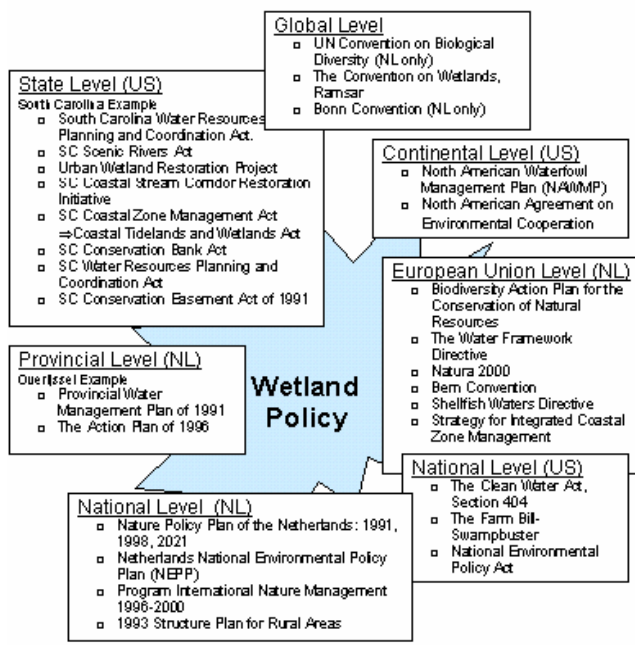 Global Level
▫ UN Convention on Biological
Diversity (NL only)
▫ The Convention on Wetlands,
Ramsar
▫ Bonn Convention (NL only)
State Level (US)
South Carolina Example
▫ South Carolina Water Resources
Planning and Coordination Act.
▫ SC Scenic Rivers Act
▫ Urban Wetland Restoration Project
▫ SC Coastal Stream Corridor Restoration
Initiative
▫ SC Coastal Zone Management Act
⇒Coastal Tidelands and Wetlands Act
▫ SC Conservation Bank Act
▫ SC Water Resources Planning and
Coordination Act
▫ SC Conservation Easement Act of 1991
Continental Level (US)
▫ North American Waterfowl
Management Plan (NAWMP)
▫ North American Agreement on
Environmental Cooperation
European Union Level (NL)
▫ Biodiversity Action Plan for the
Conservation of Natural
Resources
▫ The Water Framework
Directive
▫ Natura 2000
▫ Bern Convention
▫ Shellfish Waters Directive
▫ Strategy for Integrated Coastal
Zone Management
Provincial Level (NL)
Overijssel Example
▫ Provincial Water
Management Plan of 1991
▫ The Action Plan of 1996
Wetland
Policy
National Level (US)
▫ The Clean Water Act,
Section 404
▫ The Farm Bill-
Swampbuster
▫ National Environmental
Policy Act
National Level (NL)
▫ Nature Policy Plan of the Netherlands: 1991,
1998, 2021
▫ Netherlands National Environmental Policy
Plan (NEPP)
▫ Program International Nature Management
1996-2000
▫ 1993 Structure Plan for Rural Areas